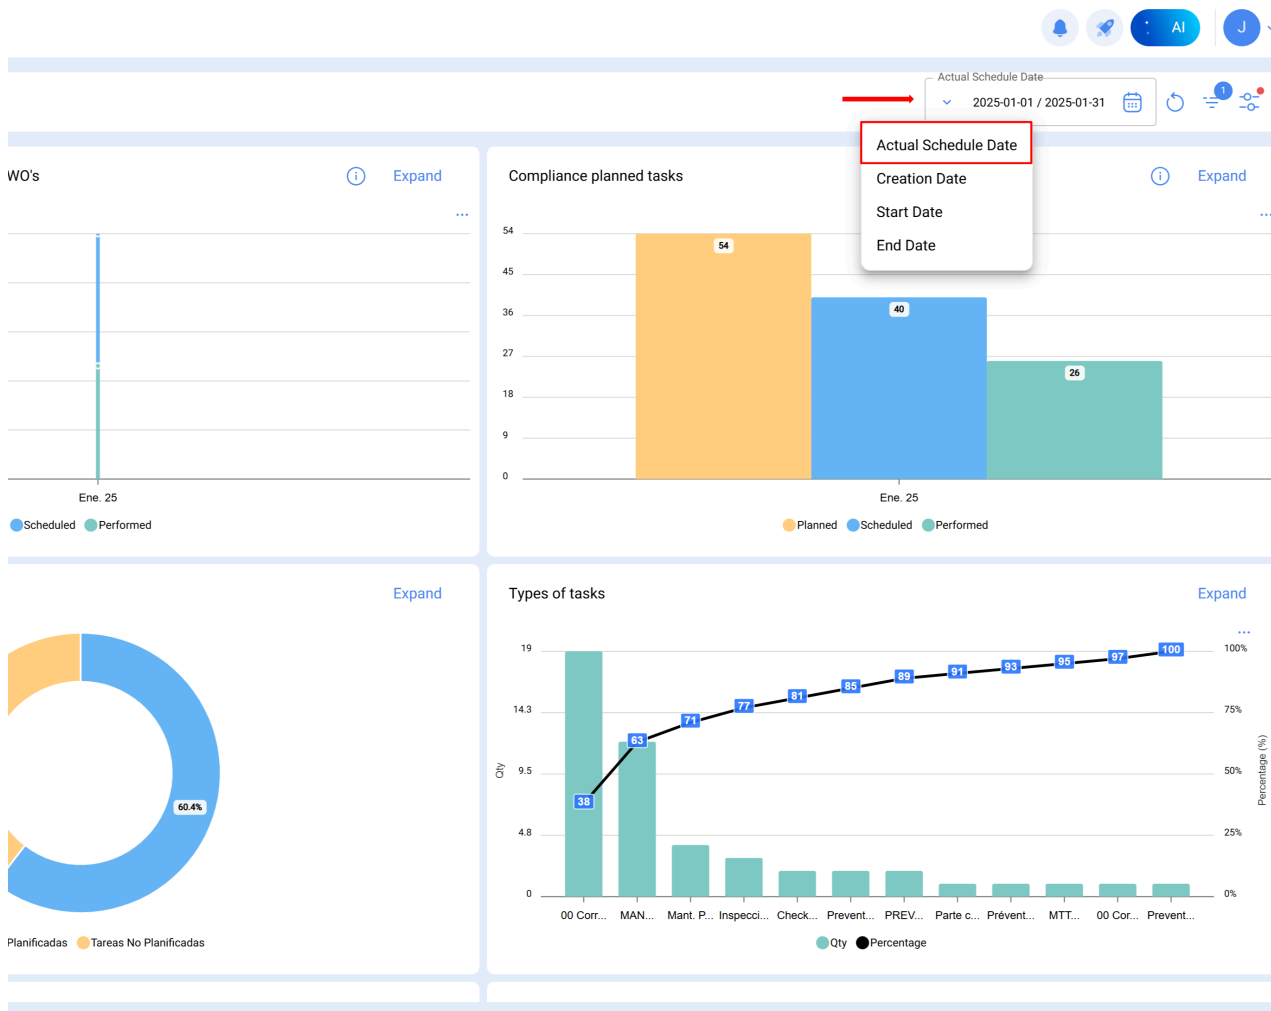 AI
J
Actual Schedule Date
2025-01-01 / 2025-01-31
1
Actual Schedule Date
Creation Date
Start Date
End Date
WO's
Expand
...
Ene. 25
Scheduled Performed
Compliance planned tasks
Expand
...
54
45
36
27
18
9
0
54
40
26
Ene. 25
Planned Scheduled Performed
Expand
60.4%
Planificadas Tareas No Planificadas
Types of tasks
Expand
...
19
14.3
9.5
4.8
0
Qty
38
63
71
77
81
85
89
91
93
95
97
100
100%
75%
50%
25%
0%
Percentage (%)
00 Corr... MAN... Mant. P... Inspecci... Check... Prevent... PREV... Parte c... Prévent... MTT... 00 Cor... Prevent...
Qty Percentage